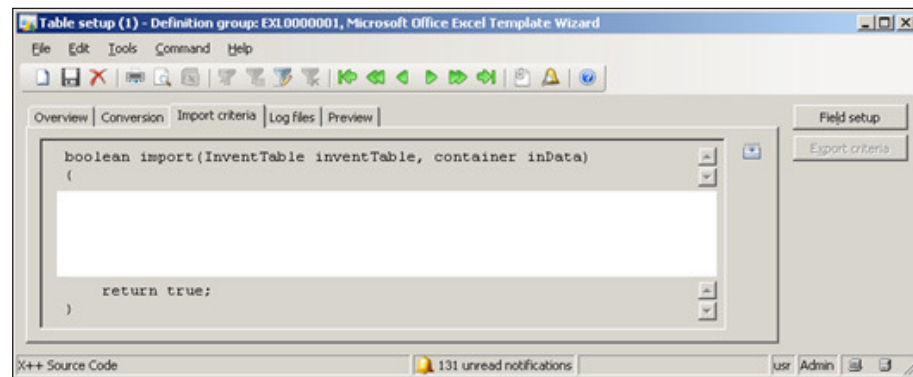 Table setup (1) - Definition group: EXL0000001, Microsoft Office Excel Template Wizard
File Edit Tools Command Help
Overview Conversion Import criteria Log files Preview
Field setup
Export criteria
boolean import(InventTable inventTable, container inData)
{
return true;
}
X++ Source Code 131 unread notifications usr Admin